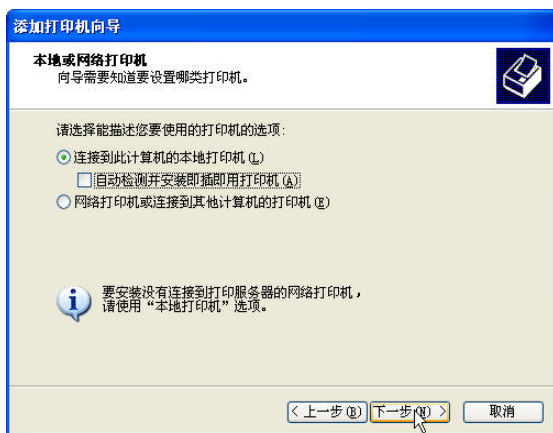 添加打印机向导
本地或网络打印机
向导需要知道要设置哪类打印机。
请选择能描述您要使用的打印机的选项:
连接到此计算机的本地打印机(L)
自动检测并安装即插即用打印机(A)
网络打印机或连接到其他计算机的打印机(E)
要安装没有连接到打印服务器的网络打印机，
请使用“本地打印机”选项。
< 上一步(B) 下一步(N) > 取消